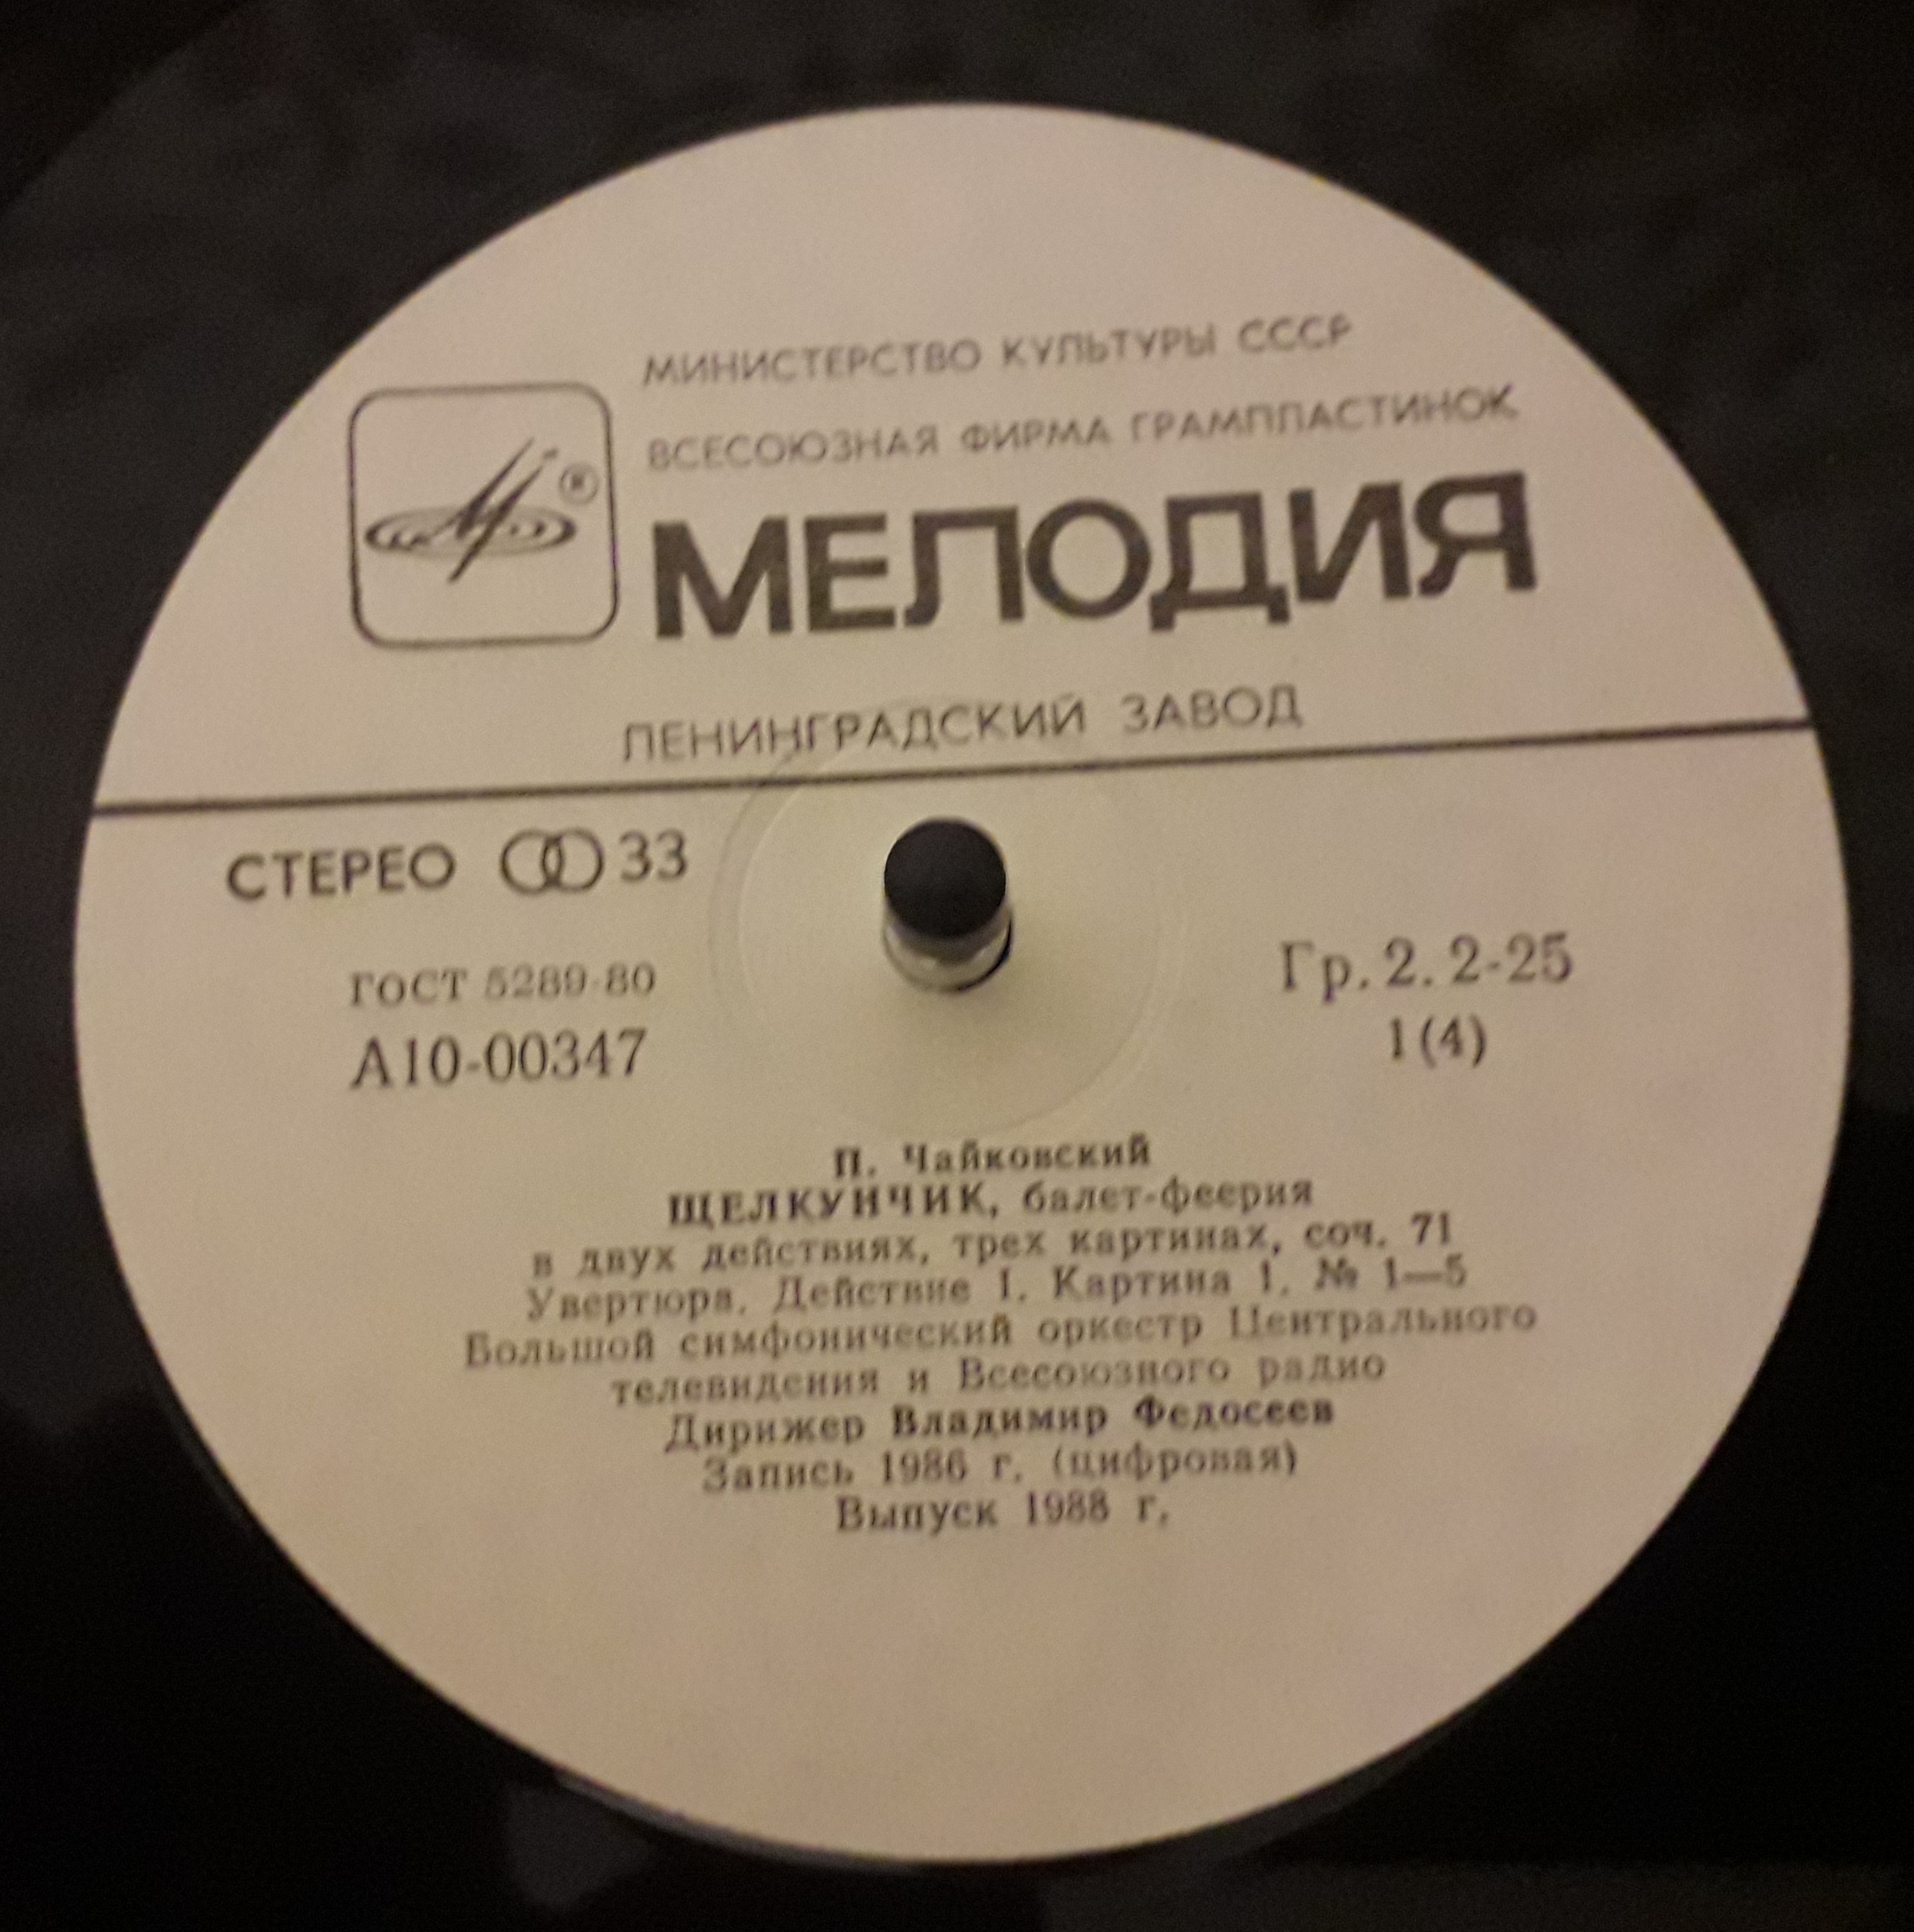 МИНИСТЕРСТВО КУЛЬТУРЫ СССР
ВСЕСОЮЗНАЯ ФИРМА ГРАМПЛАСТИНОК
®
МЕЛОДИЯ
ЛЕНИНГРАДСКИЙ ЗАВОД
СТЕРЕО 33
ГОСТ 5289-80
А10-00347
Гр. 2. 2-25
1 (4)
П. Чайковский
ЩЕЛКУНЧИК, балет-феерия
в двух действиях, трех картинах, соч. 71
Увертюра. Действие I. Картина 1. № 1—5
Большой симфонический оркестр Центрального
телевидения и Всесоюзного радио
Дирижер Владимир Федосеев
Запись 1986 г. (цифровая)
Выпуск 1988 г.